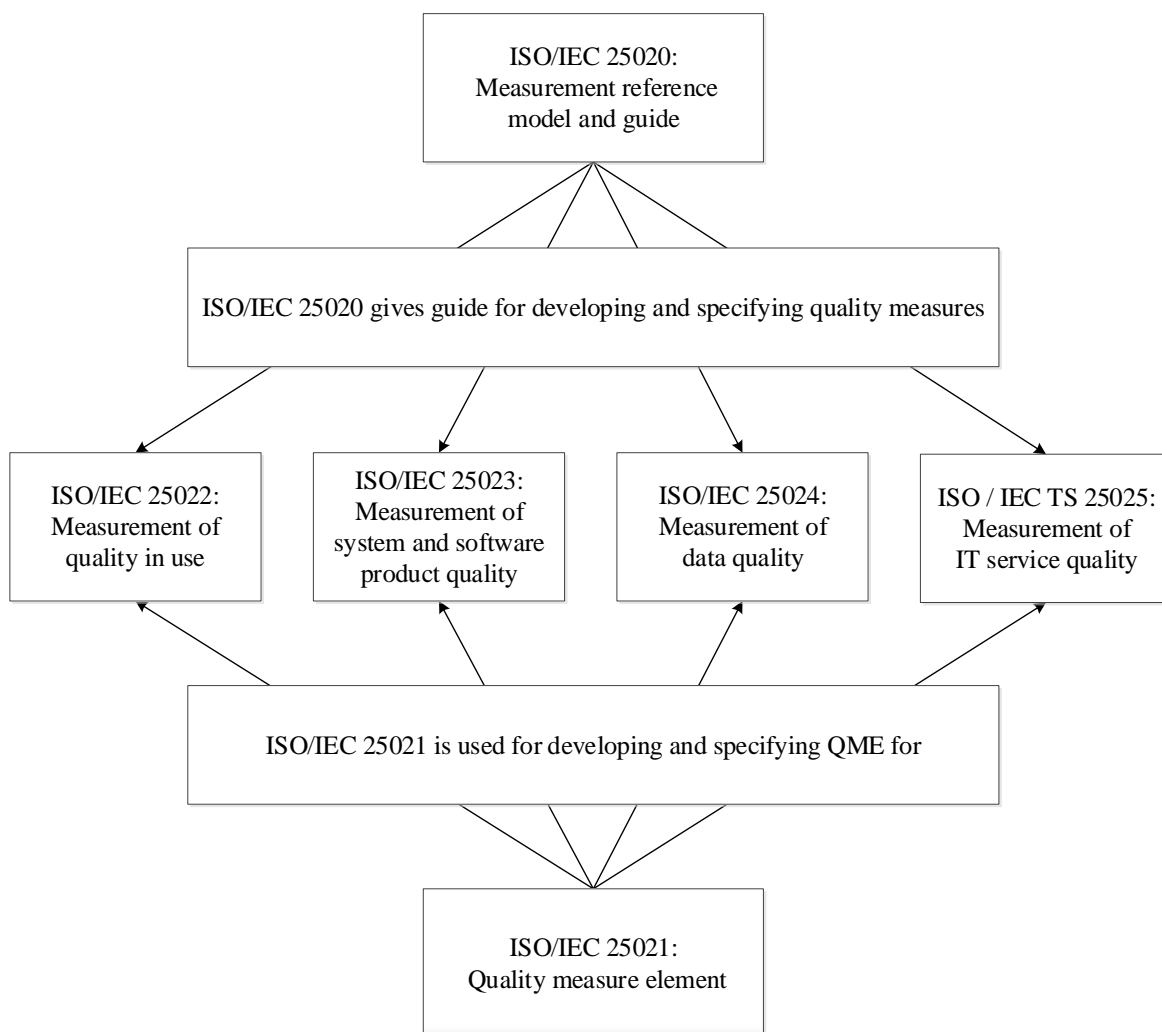 ISO/IEC 25020:
Measurement reference
model and guide
ISO/IEC 25020 gives guide for developing and specifying quality measures
ISO/IEC 25022:
Measurement of
quality in use
ISO/IEC 25023:
Measurement of
system and software
product quality
ISO/IEC 25024:
Measurement of
data quality
ISO / IEC TS 25025:
Measurement of
IT service quality
ISO/IEC 25021 is used for developing and specifying QME for
ISO/IEC 25021:
Quality measure element